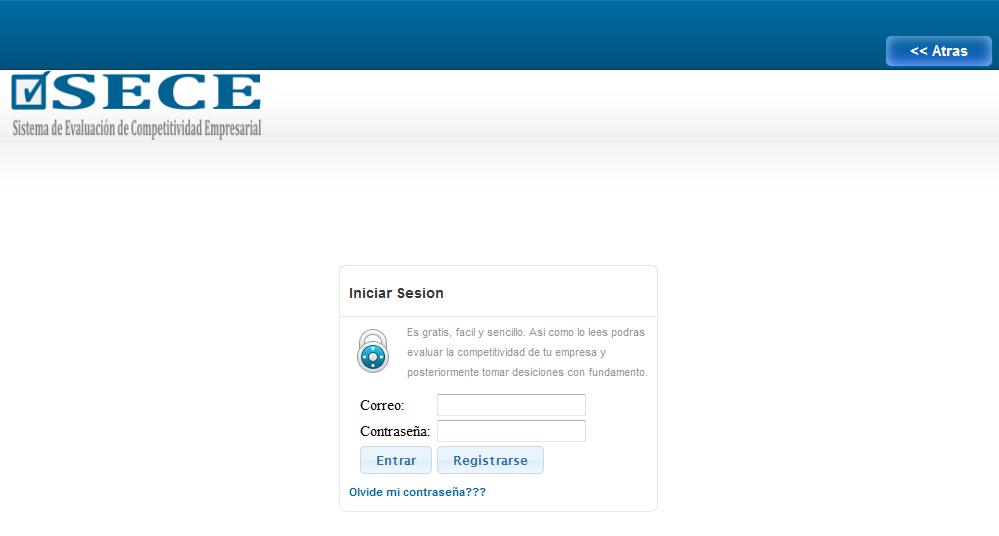 << Atras
SECE
Sistema de Evaluación de Competitividad Empresarial
Iniciar Sesion
Es gratis, facil y sencillo. Asi como lo lees podras
evaluar la competitividad de tu empresa y
posteriormente tomar desiciones con fundamento.
Correo:
Contraseña:
Entrar Registrarse
Olvide mi contraseña???